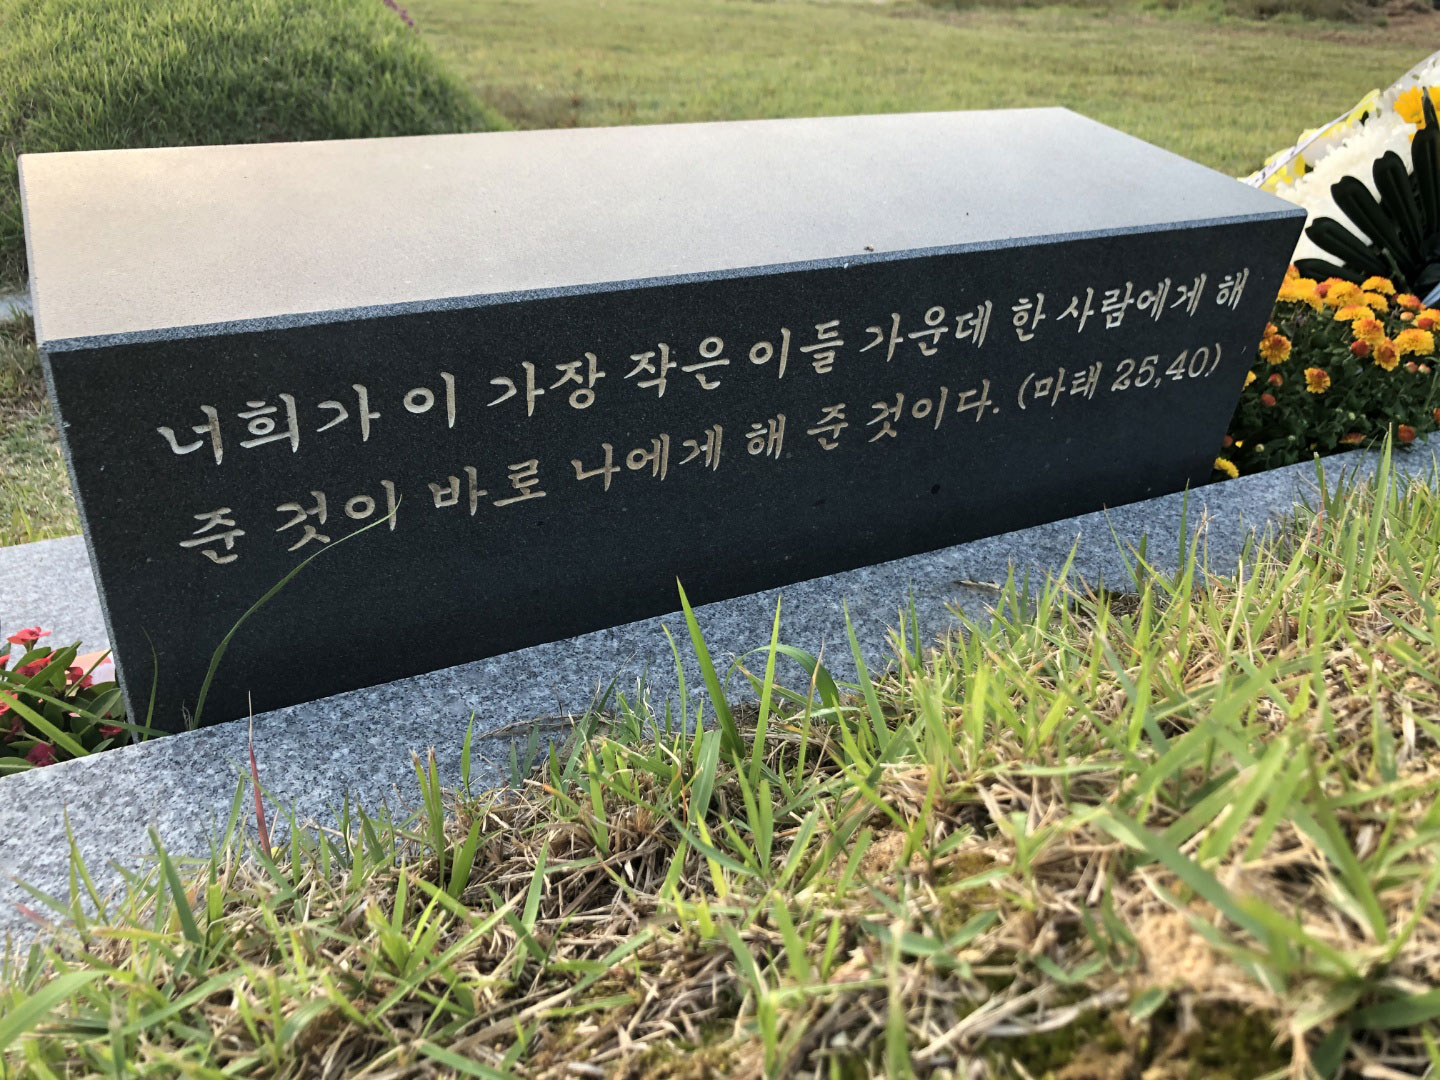 너희가 이 가장 작은 이들 가운데 한 사람에게 해
준 것이 바로 나에게 해 준 것이다. (마태 25,40)